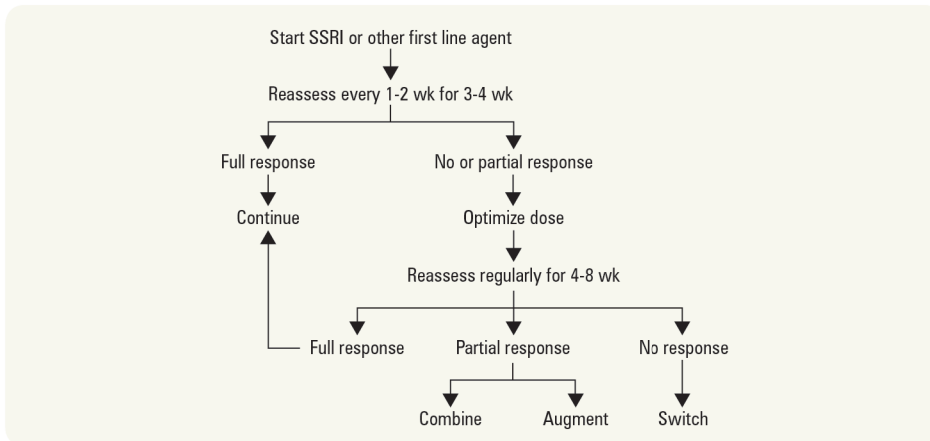 Start SSRI or other first line agent
Reassess every 1-2 wk for 3-4 wk
Full response
No or partial response
Continue
Optimize dose
Reassess regularly for 4-8 wk
Full response
Partial response
No response
Combine
Augment
Switch